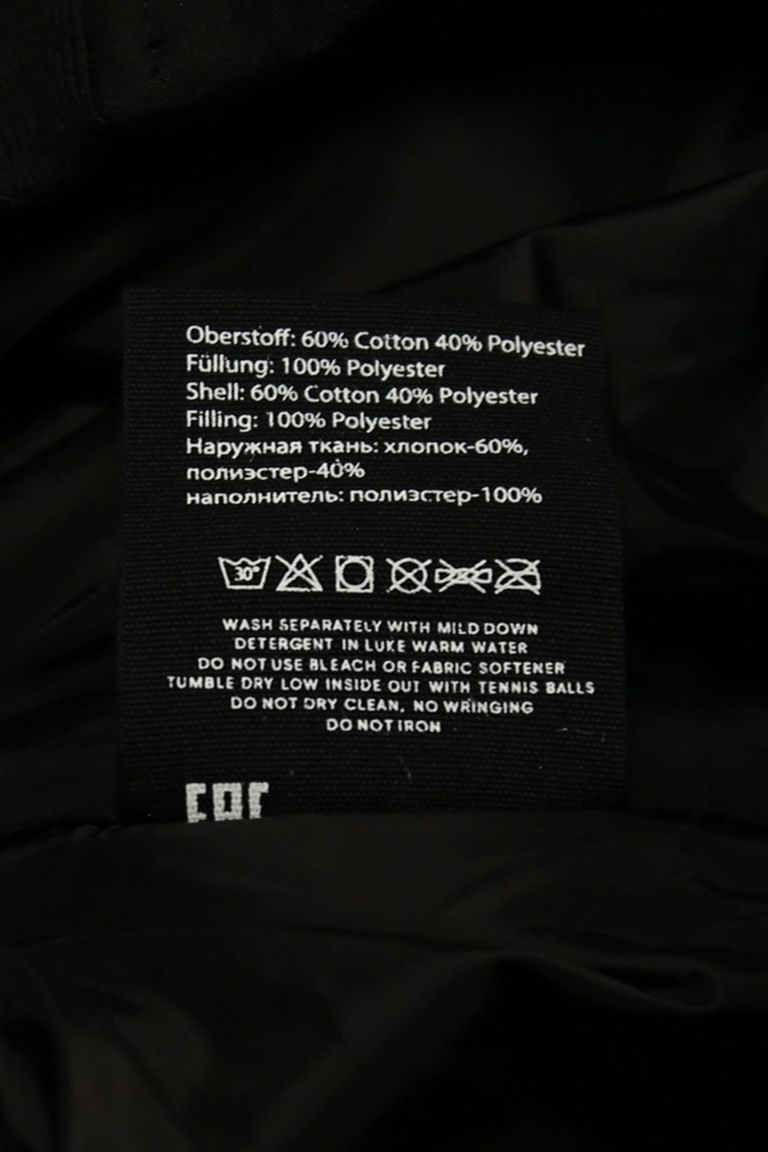 Oberstoff: 60% Cotton 40% Polyester
Füllung: 100% Polyester
Shell: 60% Cotton 40% Polyester
Filling: 100% Polyester
Наружная ткань: хлопок-60%,
полиэстер-40%
наполнитель: полиэстер-100%
30°
WASH SEPARATELY WITH MILD DOWN
DETERGENT IN LUKE WARM WATER
DO NOT USE BLEACH OR FABRIC SOFTENER
TUMBLE DRY LOW INSIDE OUT WITH TENNIS BALLS
DO NOT DRY CLEAN, NO WRINGING
DO NOT IRON
EAC